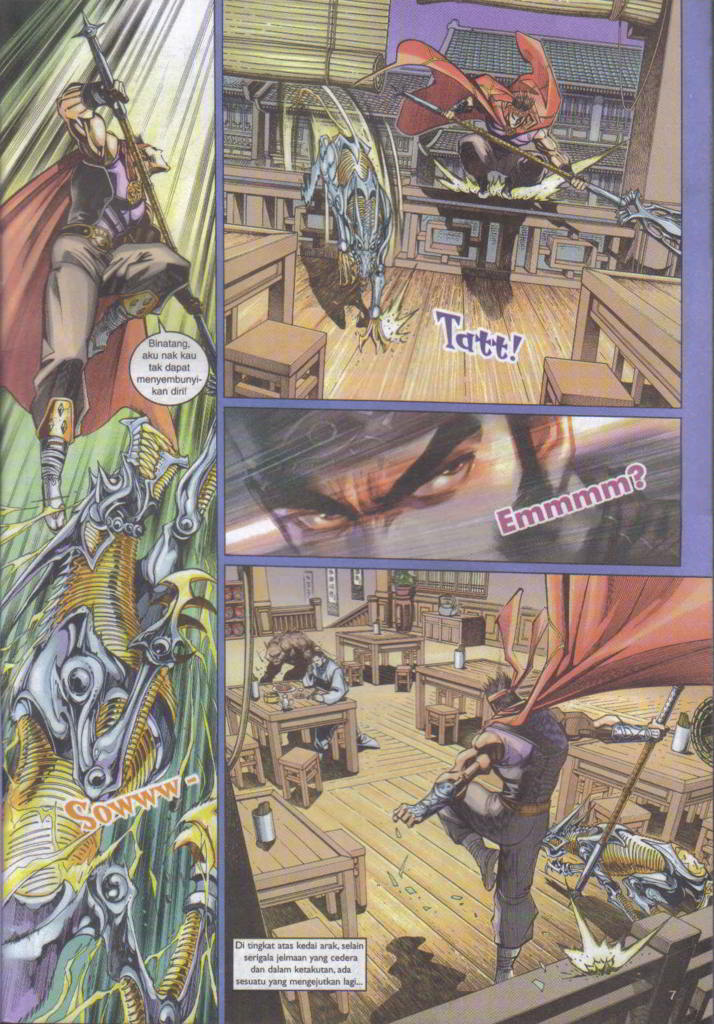 Binatang,
aku nak kau
tak dapat
menyembunyi-
kan diri!
Sowww -
Tatt!
Emmmm?
Di tingkat atas kedai arak, selain
serigala jelmaan yang cedera
dan dalam ketakutan, ada
sesuatu yang mengejutkan lagi...
7